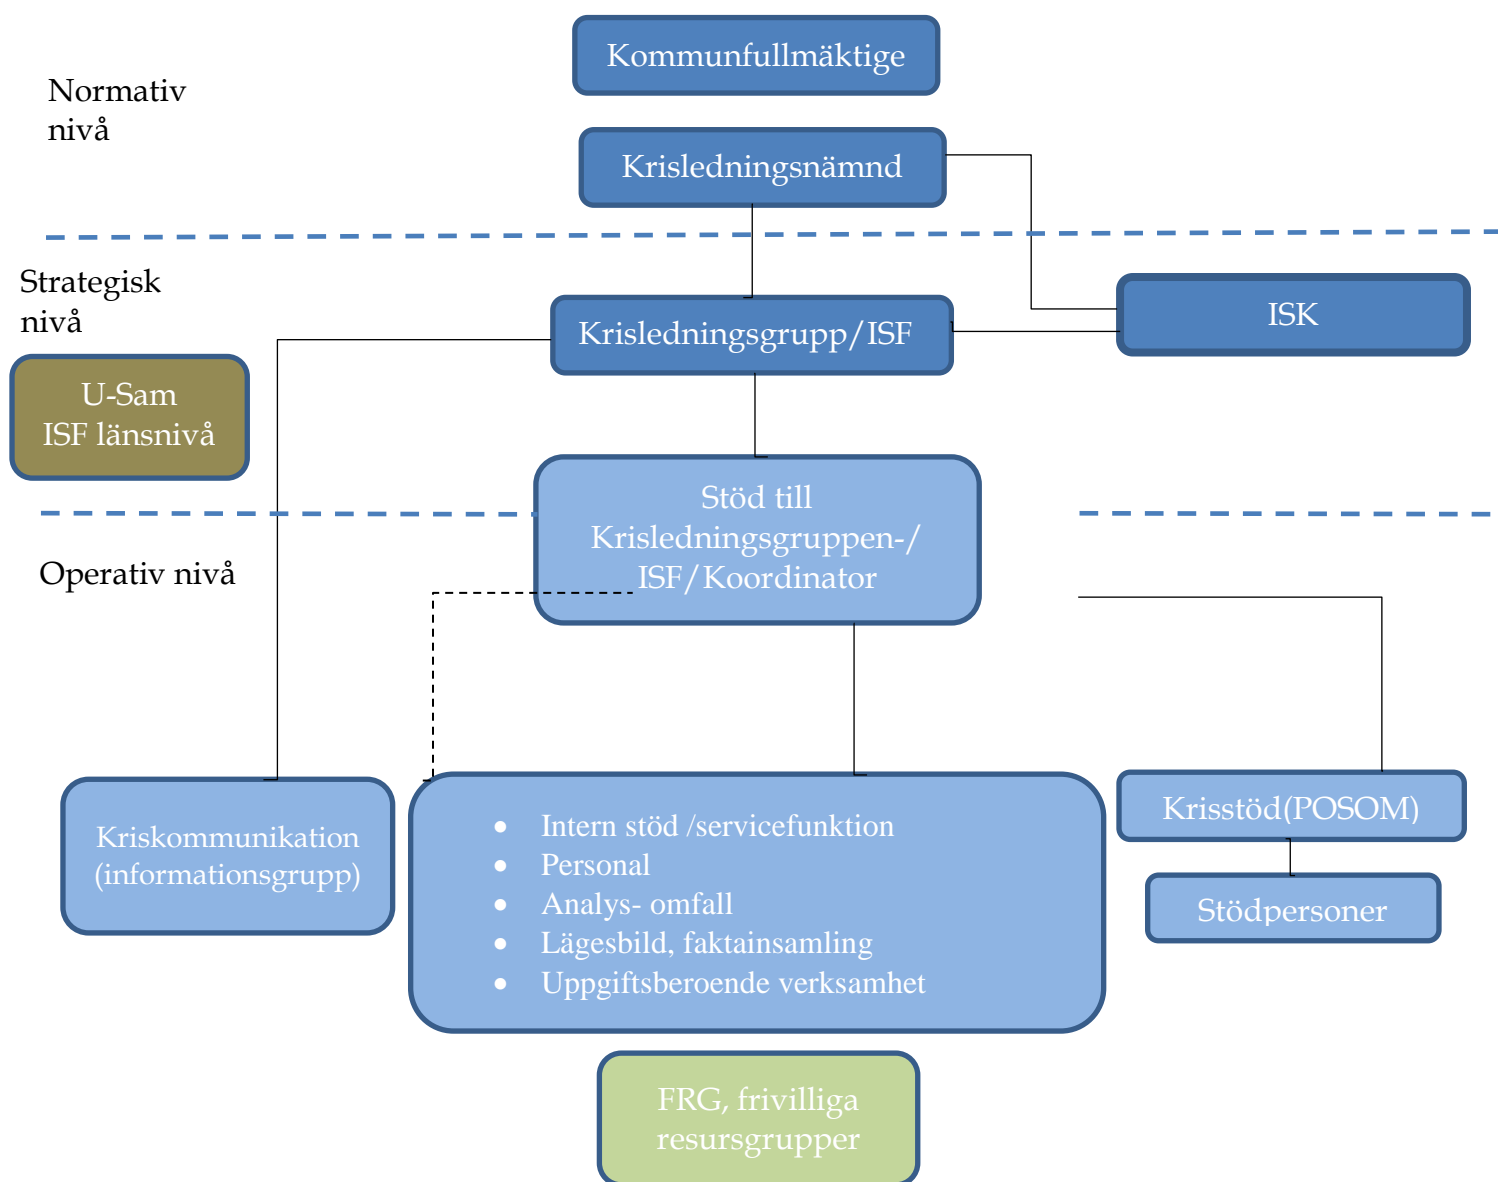 Kommunfullmäktige
Normativ
nivå
Krisledningsnämnd
Strategisk
nivå
ISK
Krisledningsgrupp/ISF
U-Sam
ISF länsnivå
Stöd till
Krisledningsgruppen-/
ISF/Koordinator
Operativ nivå
Kriskommunikation
(informationsgrupp)
• Intern stöd /servicefunktion
• Personal
• Analys- omfall
• Lägesbild, faktainsamling
• Uppgiftsberoende verksamhet
Krisstöd(POSOM)
Stödpersoner
FRG, frivilliga
resursgrupper